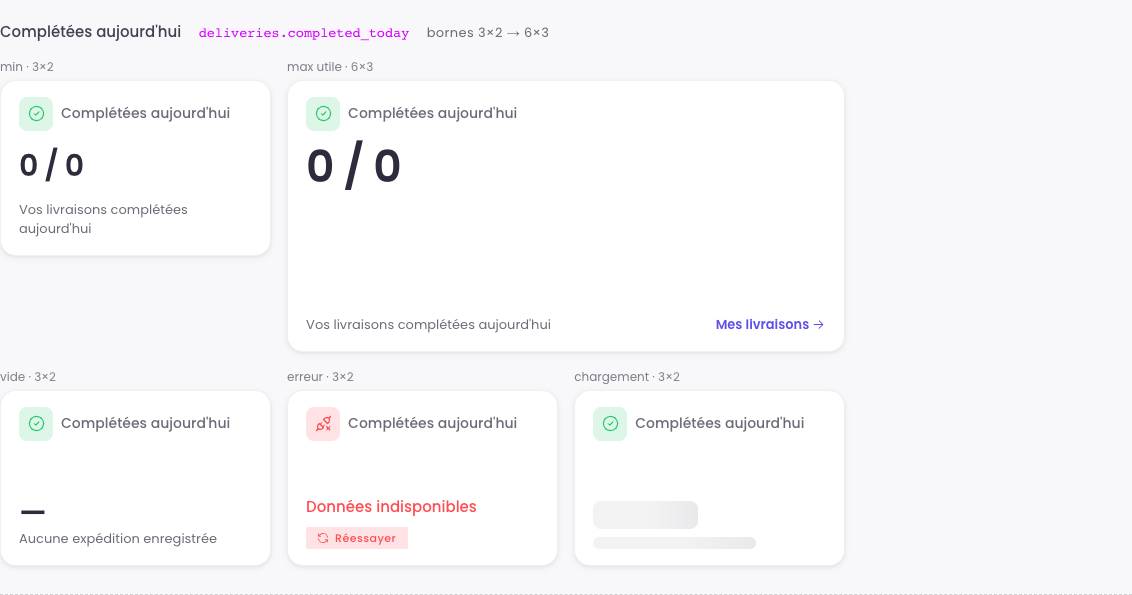 Complétées aujourd'hui deliveries.completed_today bornes 3×2 → 6×3
min · 3×2
Complétées aujourd'hui
0 / 0
Vos livraisons complétées
aujourd'hui
max utile · 6×3
Complétées aujourd'hui
0 / 0
Vos livraisons complétées aujourd'hui
Mes livraisons →
vide · 3×2
Complétées aujourd'hui
—
Aucune expédition enregistrée
erreur · 3×2
Complétées aujourd'hui
Données indisponibles
Réessayer
chargement · 3×2
Complétées aujourd'hui